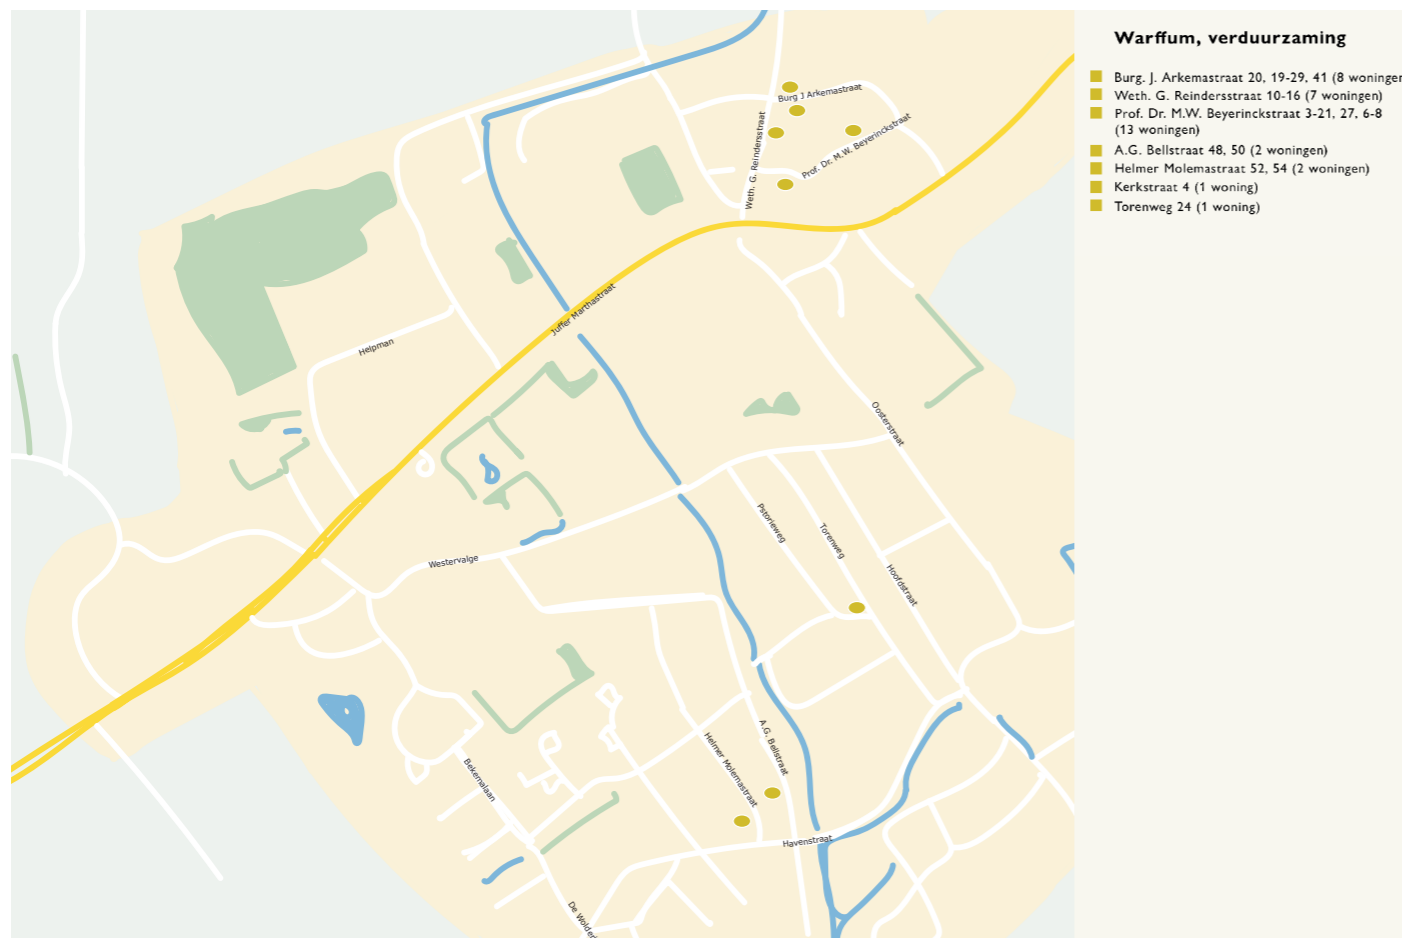 Warffum, verduurzaming
Burg. J. Arkemastraat 20, 19-29, 41 (8 woningen
Weth. G. Reindersstraat 10-16 (7 woningen)
Prof. Dr. M.W. Beyerinckstraat 3-21, 27, 6-8
(13 woningen)
A.G. Bellstraat 48, 50 (2 woningen)
Helmer Molemastraat 52, 54 (2 woningen)
Kerkstraat 4 (1 woning)
Torenweg 24 (1 woning)
Burg J Arkemastraat
Weth. G. Reindersstraat
Prof. Dr. M.W. Beyerinckstraat
Juffer Marthastraat
Helpman
Oosterstraat
Pstorieweg
Torenweg
Hoofdstraat
Westervalge
A.G. Bellstraat
Helmer Molemastraat
Bekemalaan
Havenstraat
De Wolder